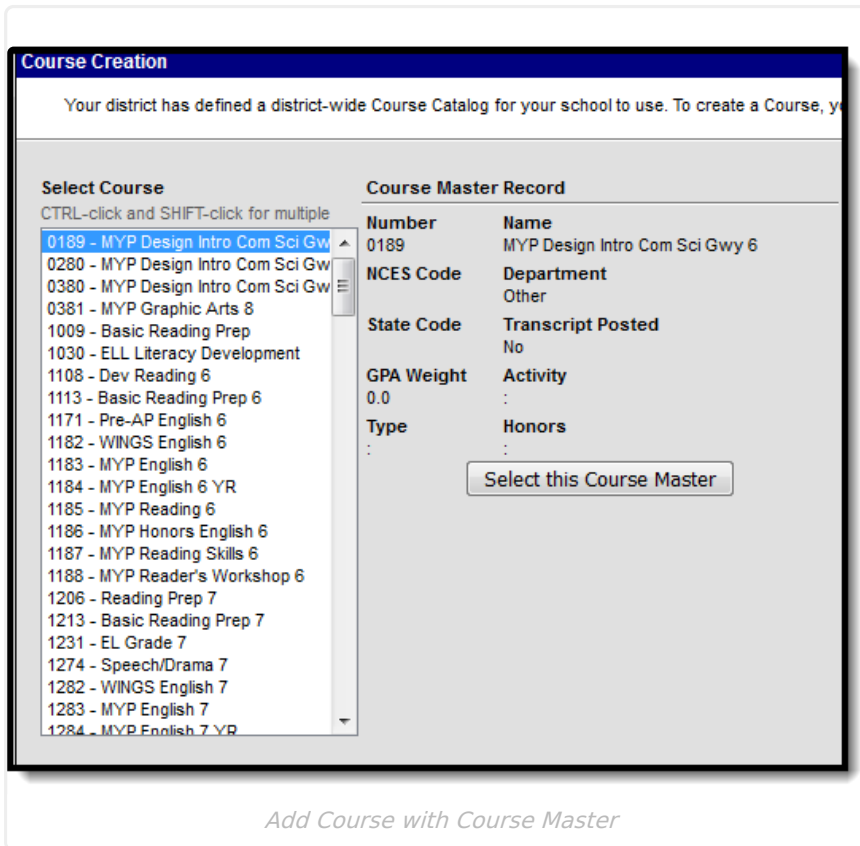 Course Creation
Your district has defined a district-wide Course Catalog for your school to use. To create a Course,
Select Course
CTRL-click and SHIFT-click for multiple
0189 - MYP Design Intro Com Sci Gw
0280 - MYP Design Intro Com Sci Gw
0380 - MYP Design Intro Com Sci Gw
0381 - MYP Graphic Arts 8
1009 - Basic Reading Prep
1030 - ELL Literacy Development
1108 - Dev Reading 6
1113 - Basic Reading Prep 6
1171 - Pre-AP English 6
1182 - WINGS English 6
1183 - MYP English 6
1184 - MYP English 6 YR
1185 - MYP Reading 6
1186 - MYP Honors English 6
1187 - MYP Reading Skills 6
1188 - MYP Reader's Workshop 6
1206 - Reading Prep 7
1213 - Basic Reading Prep 7
1231 - EL Grade 7
1274 - Speech/Drama 7
1282 - WINGS English 7
1283 - MYP English 7
1284 - MYP English 7 YR
Course Master Record
Number Name
0189 MYP Design Intro Com Sci Gwy 6
NCES Code Department
Other
State Code Transcript Posted
No
GPA Weight Activity
0.0 :
Type Honors
: :
Select this Course Master
Add Course with Course Master